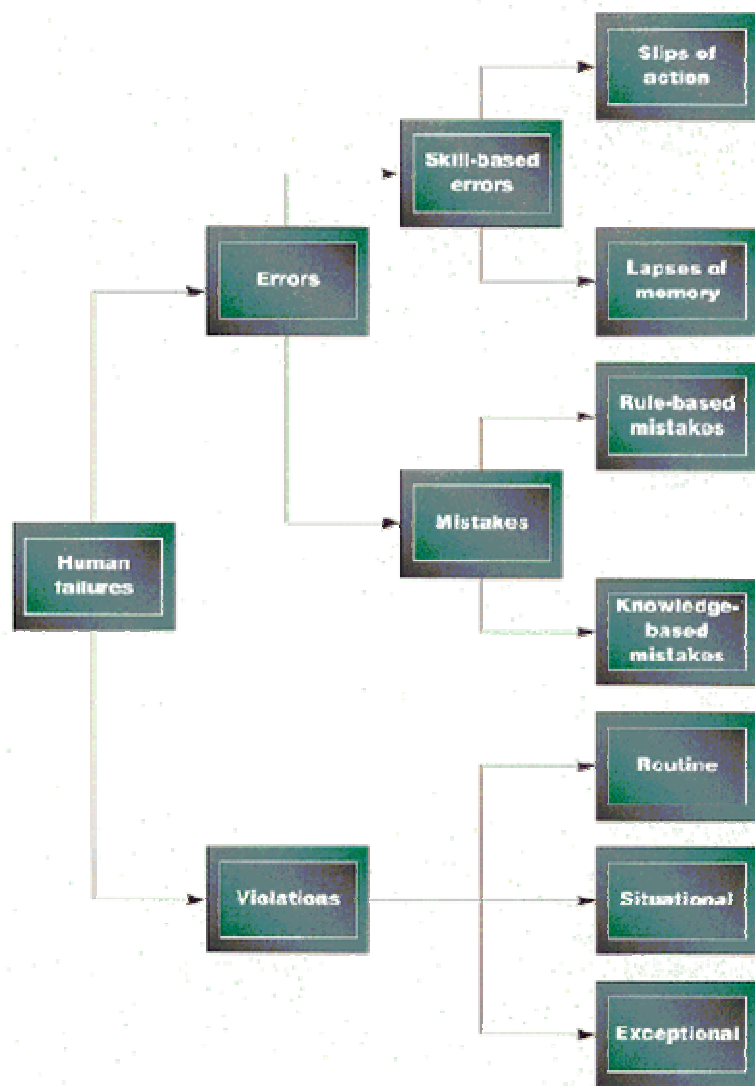 Slips of
action
Skill-based
errors
Errors
Lapses of
memory
Rule-based
mistakes
Mistakes
Human
failures
Knowledge-
based
mistakes
Routine
Violations
Situational
Exceptional